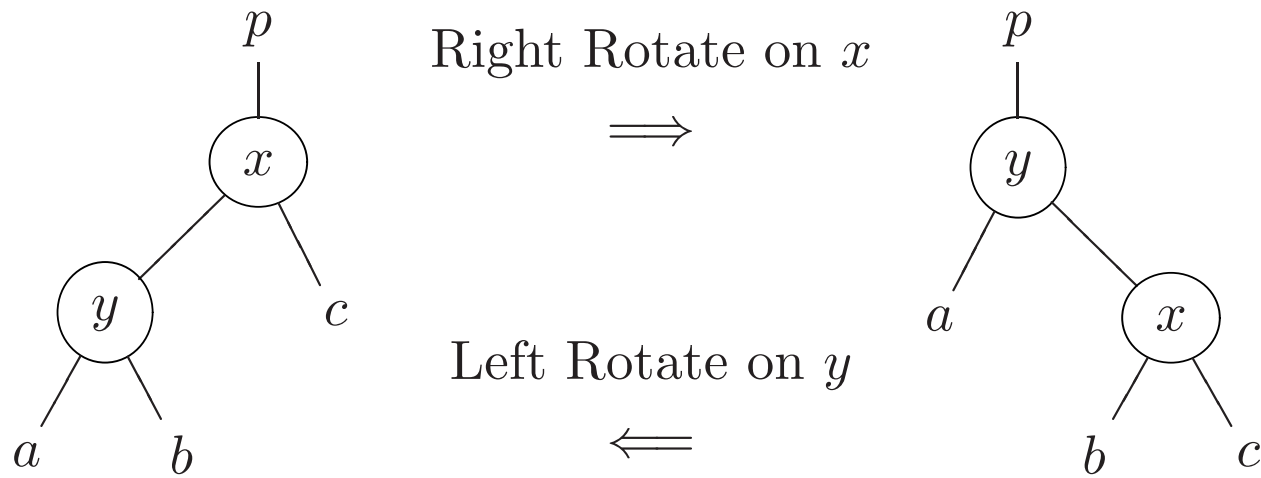 p
Right Rotate on x
p
⟹
x
y
y
c
a
x
Left Rotate on y
a
b
⟸
b
c